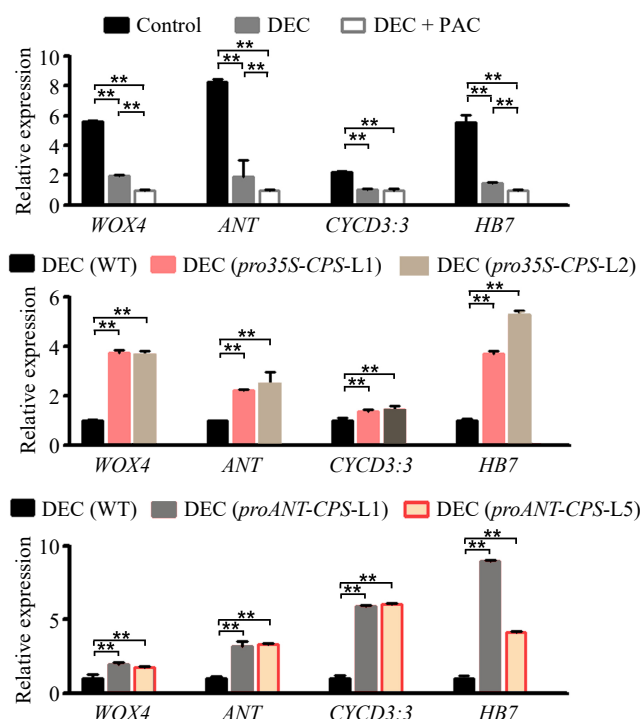 Control DEC DEC + PAC
Relative expression
10
8
6
4
2
0
** ** **
** ** **
** **
** ** **
WOX4 ANT CYCD3:3 HB7
DEC (WT) DEC (pro35S-CPS-L1) DEC (pro35S-CPS-L2)
Relative expression
6
4
2
0
** **
** **
** **
** **
WOX4 ANT CYCD3:3 HB7
DEC (WT) DEC (proANT-CPS-L1) DEC (proANT-CPS-L5)
Relative expression
10
5
0
** **
** **
** **
** **
WOX4 ANT CYCD3:3 HB7